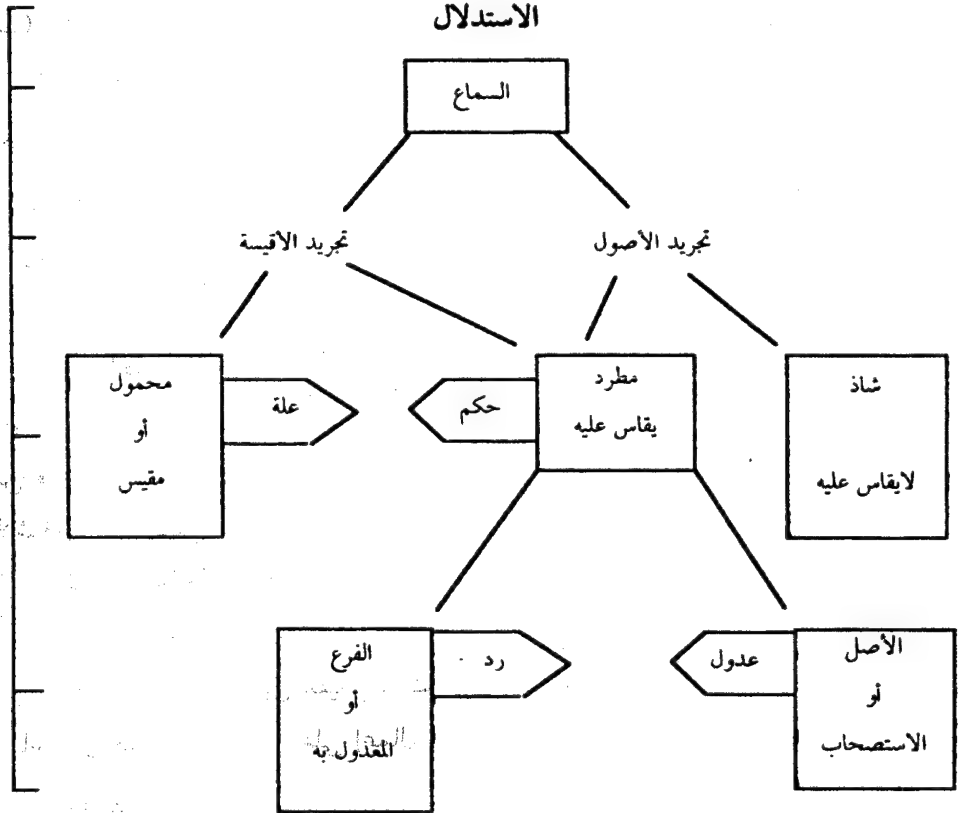 الاستدلال
السماع
تجريد الأصول
تجريد الأقيسة
شاذ
لايقاس عليه
مطرد
يقاس عليه
حكم
علة
محمول
أو
مقيس
الأصل
أو
الاستصحاب
عدول
رد
الفرع
أو
المعدول به